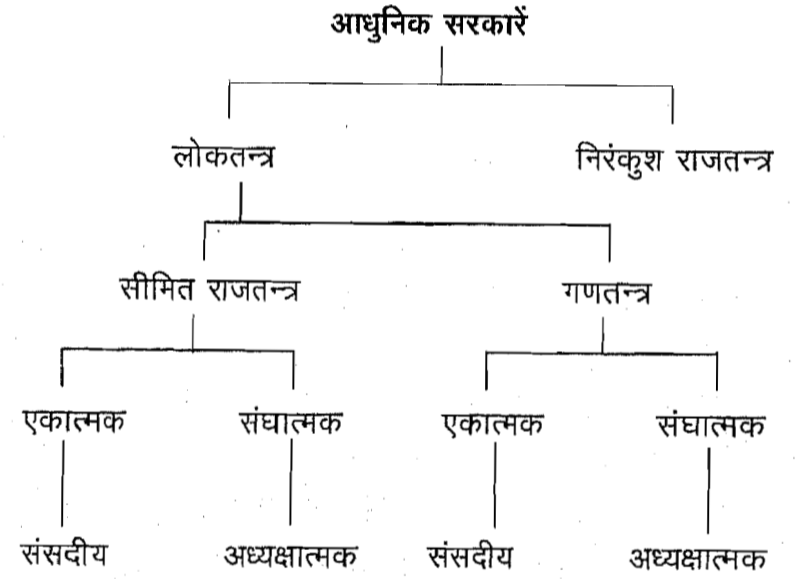 आधुनिक सरकारें
लोकतन्त्र निरंकुश राजतन्त्र
सीमित राजतन्त्र गणतन्त्र
एकात्मक संघात्मक एकात्मक संघात्मक
संसदीय अध्यक्षात्मक संसदीय अध्यक्षात्मक